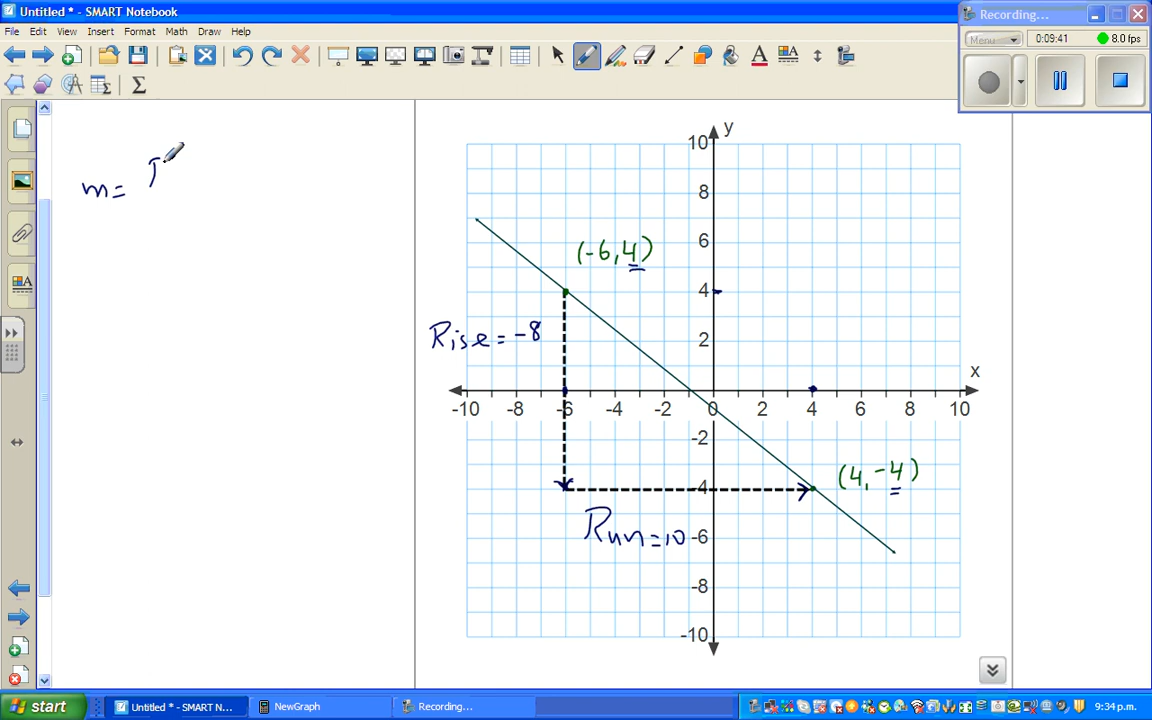 Untitled * - SMART Notebook
File Edit View Insert Format Math Draw Help
Recording...
Menu 0:09:41 8.0 fps
m=
y
10
8
6
4
2
(-6,4)
Rise = -8
x
-10 -8 -6 -4 -2 0 2 4 6 8 10
-2
-4
-6
-8
-10
(4,-4)
Run=10
start
Untitled * - SMART N...
NewGraph
Recording...
9:34 p.m.